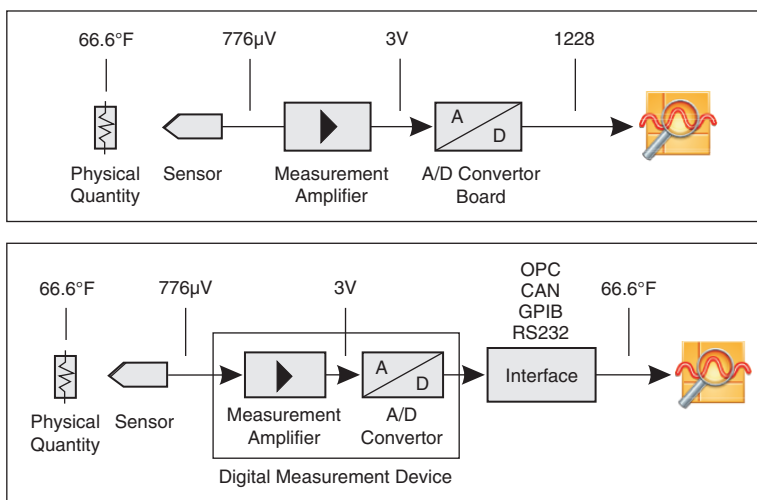 66.6°F 776µV 3V 1228
A
D
Physical Quantity
Sensor
Measurement Amplifier
A/D Convertor Board
OPC
CAN
GPIB
RS232
66.6°F 776µV 3V 66.6°F
A
D
Interface
Physical Quantity
Sensor
Measurement Amplifier
A/D Convertor
Digital Measurement Device